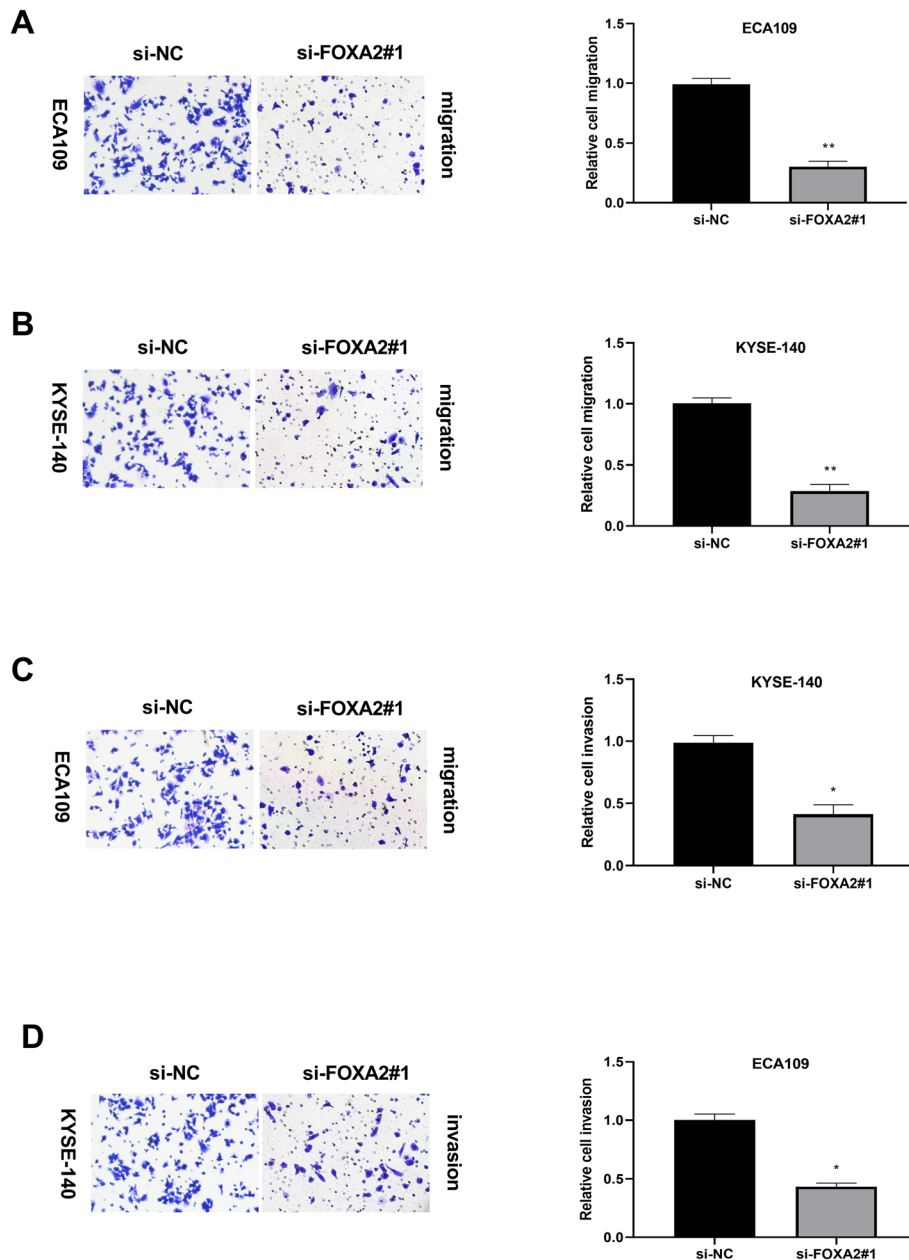 A
si-NC si-FOXA2#1
ECA109
migration
ECA109
Relative cell migration
1.5
1.0
0.5
0.0
**
si-NC si-FOXA2#1
B
si-NC si-FOXA2#1
KYSE-140
migration
KYSE-140
Relative cell migration
1.5
1.0
0.5
0.0
**
si-NC si-FOXA2#1
C
si-NC si-FOXA2#1
ECA109
migration
KYSE-140
Relative cell invasion
1.5
1.0
0.5
0.0
*
si-NC si-FOXA2#1
D
si-NC si-FOXA2#1
KYSE-140
invasion
ECA109
Relative cell invasion
1.5
1.0
0.5
0.0
*
si-NC si-FOXA2#1